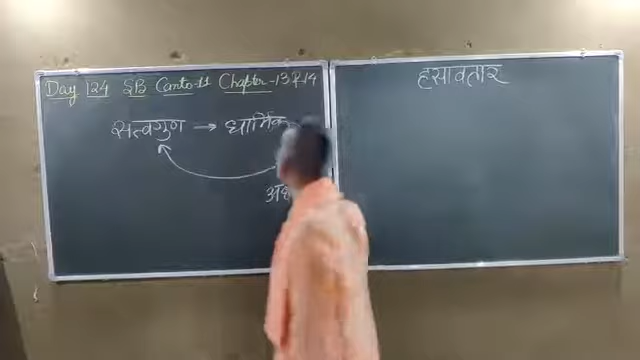 Day 124 SB Canto-11 Chapter-13 & 14
सत्वगुण → धार्मिक
हंसावतार